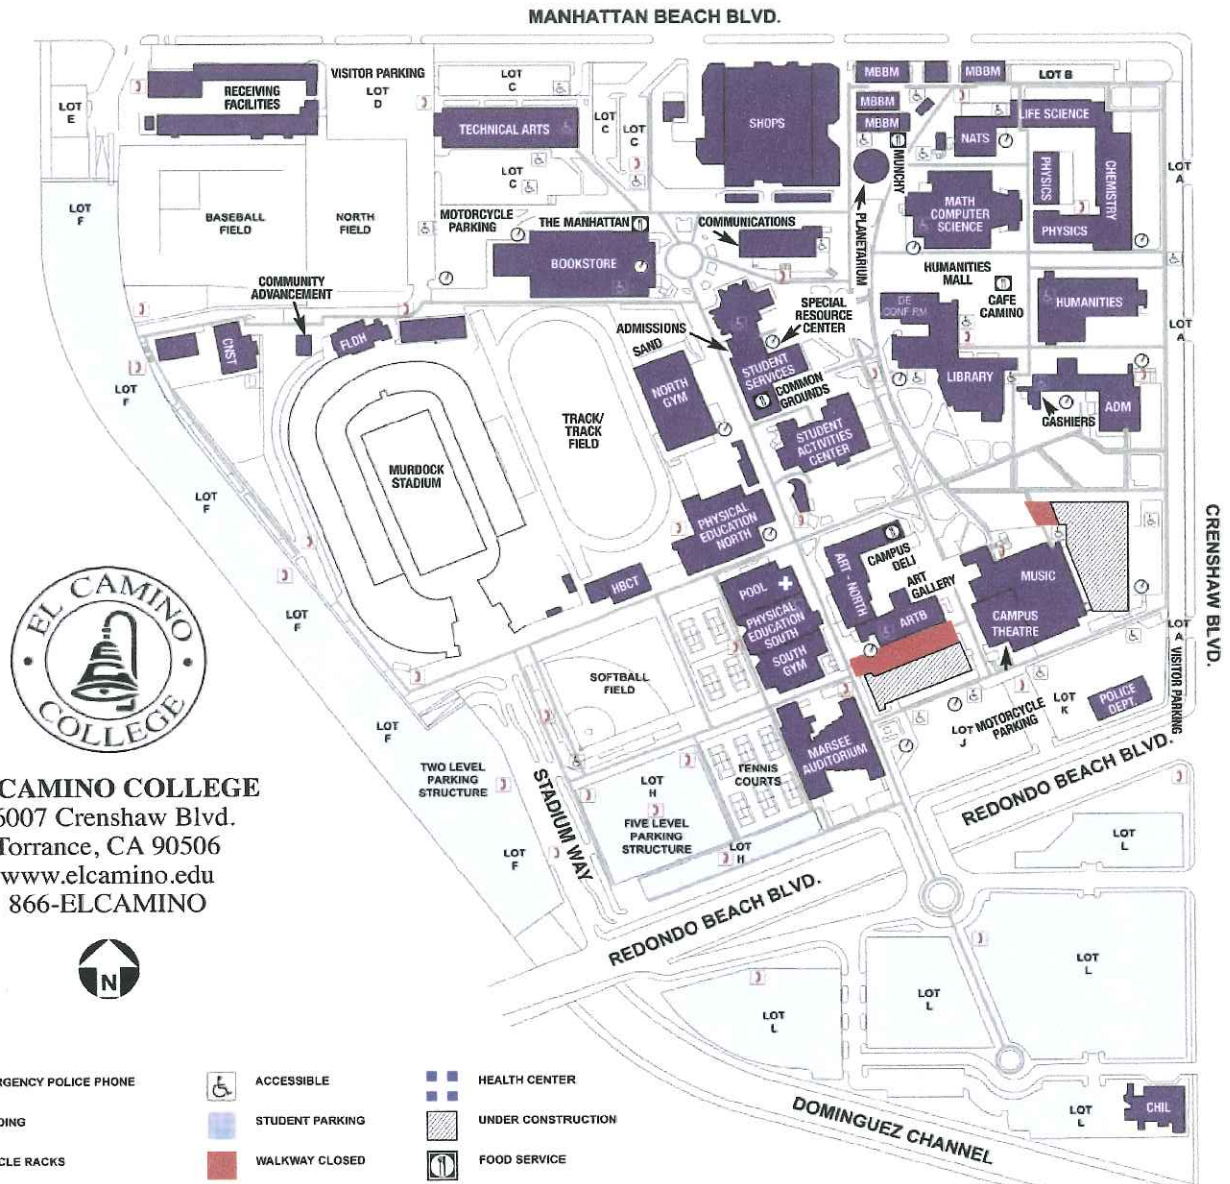 MANHATTAN BEACH BLVD.
LOT
E
RECEIVING
FACILITIES
VISITOR PARKING
LOT
D
LOT
C
TECHNICAL ARTS
LOT
C
LOT
C
LOT
C
SHOPS
MBBM
MBBM
LOT B
MBBM
MBBM
MUNCHY
NATS
LIFE SCIENCE
PHYSICS
CHEMISTRY
PHYSICS
LOT
A
LOT
F
BASEBALL
FIELD
NORTH
FIELD
MOTORCYCLE
PARKING
THE MANHATTAN
BOOKSTORE
COMMUNICATIONS
PLANETARIUM
MATH
COMPUTER
SCIENCE
HUMANITIES
MALL
CAFE
CAMINO
HUMANITIES
DE
CONF RM
COMMUNITY
ADVANCEMENT
CNST
FLDH
ADMISSIONS
SAND
SPECIAL
RESOURCE
CENTER
STUDENT
SERVICES
COMMON
GROUNDS
NORTH
GYM
LIBRARY
LOT
A
ADM
CASHIERS
LOT
F
TRACK/
TRACK
FIELD
STUDENT
ACTIVITIES
CENTER
MURDOCK
STADIUM
LOT
F
PHYSICAL
EDUCATION
NORTH
CRENSHAW BLVD.
CAMPUS
DELI
ART - NORTH
ART
GALLERY
ARTB
MUSIC
CAMPUS
THEATRE
HBCT
POOL
PHYSICAL
EDUCATION
SOUTH
SOUTH
GYM
LOT
F
LOT
A
VISITOR PARKING
SOFTBALL
FIELD
LOT
K
POLICE
DEPT.
MOTORCYCLE
PARKING
LOT
J
LOT
F
MARSEE
AUDITORIUM
EL CAMINO
COLLEGE
TWO LEVEL
PARKING
STRUCTURE
STADIUM WAY
LOT
H
FIVE LEVEL
PARKING
STRUCTURE
TENNIS
COURTS
REDONDO BEACH BLVD.
LOT
F
LOT
H
LOT
L
REDONDO BEACH BLVD.
CAMINO COLLEGE
6007 Crenshaw Blvd.
Torrance, CA 90506
www.elcamino.edu
866-ELCAMINO
N
LOT
L
LOT
L
LOT
L
LOT
L
CHIL
DOMINGUEZ CHANNEL
RGENCY POLICE PHONE
ACCESSIBLE
HEALTH CENTER
DING
STUDENT PARKING
UNDER CONSTRUCTION
CLE RACKS
WALKWAY CLOSED
FOOD SERVICE